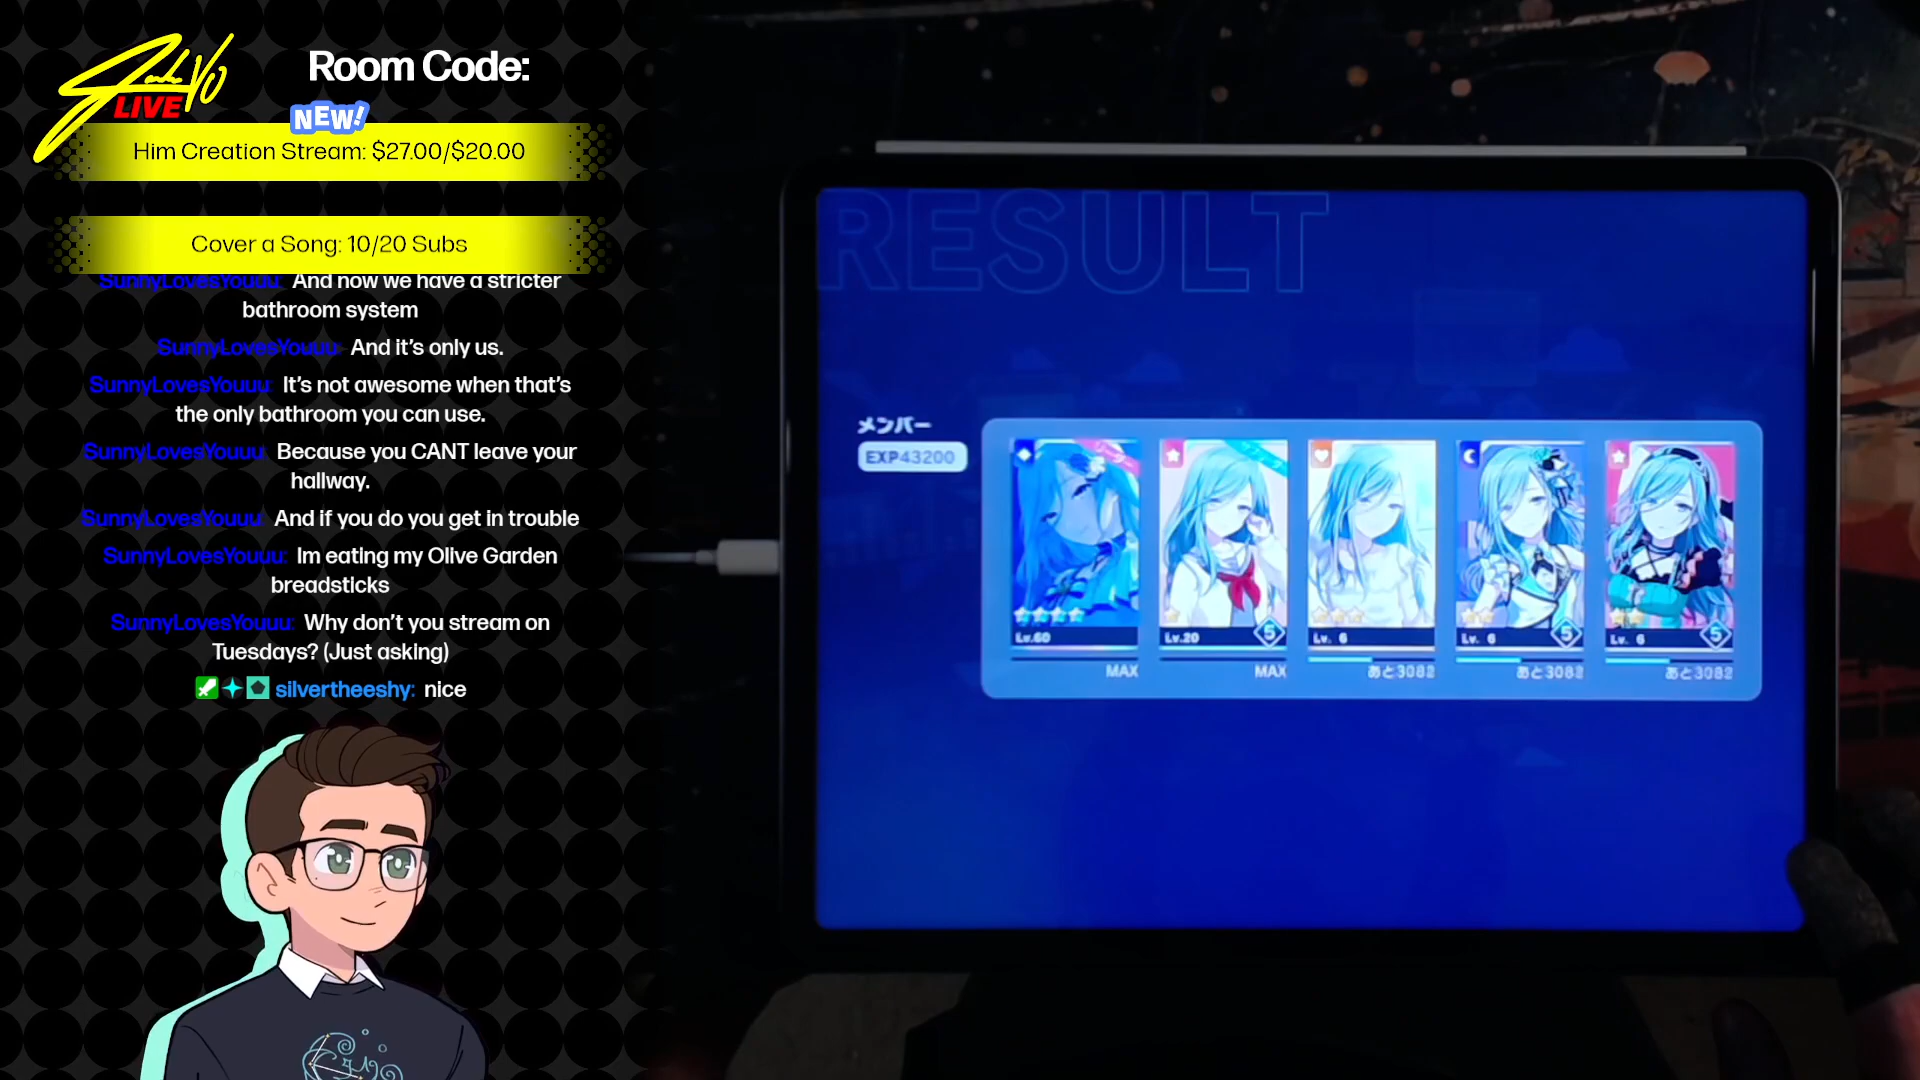 LIVE
Room Code:
NEW!
Him Creation Stream: $27.00/$20.00
Cover a Song: 10/20 Subs
SunnyLovesYouuu: And now we have a stricter
bathroom system
SunnyLovesYouuu: And it's only us.
SunnyLovesYouuu: It's not awesome when that's
the only bathroom you can use.
SunnyLovesYouuu: Because you CANT leave your
hallway.
SunnyLovesYouuu: And if you do you get in trouble
SunnyLovesYouuu: Im eating my Olive Garden
breadsticks
SunnyLovesYouuu: Why don't you stream on
Tuesdays? (Just asking)
silvertheeshy: nice
RESULT
メンバー
EXP43200
Lv.60
Lv.20 5
Lv. 6
Lv. 6 5
Lv. 6 5
MAX
MAX
あと3082
あと3082
あと3082